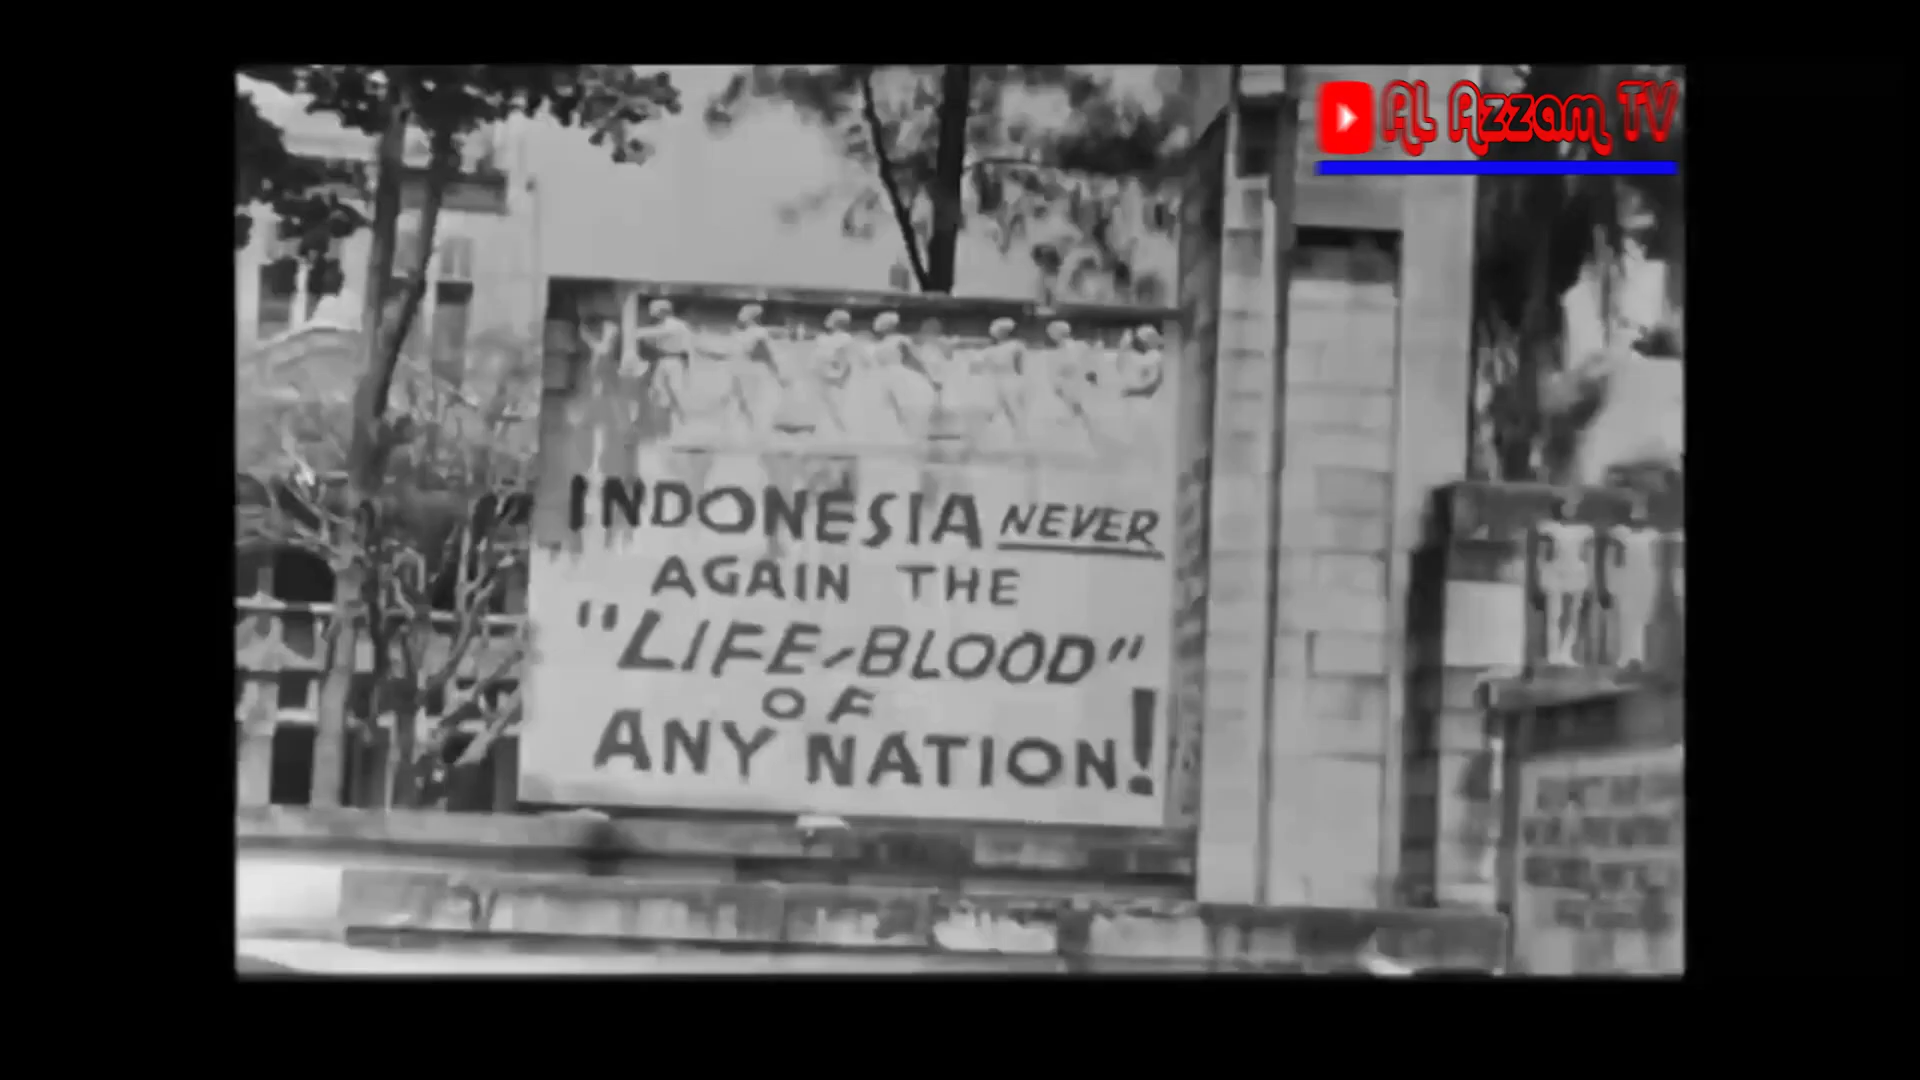 AL AZZAM TV
INDONESIA NEVER
AGAIN THE
"LIFE-BLOOD"
OF
ANY NATION!